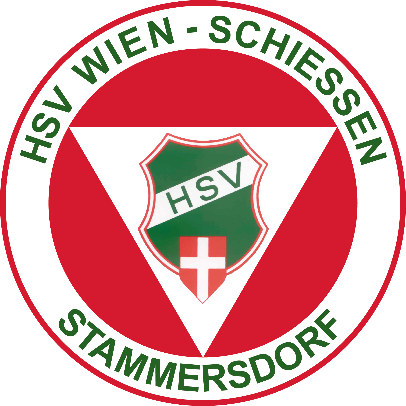 HSV WIEN - SCHIESSEN
HSV
STAMMERSDORF